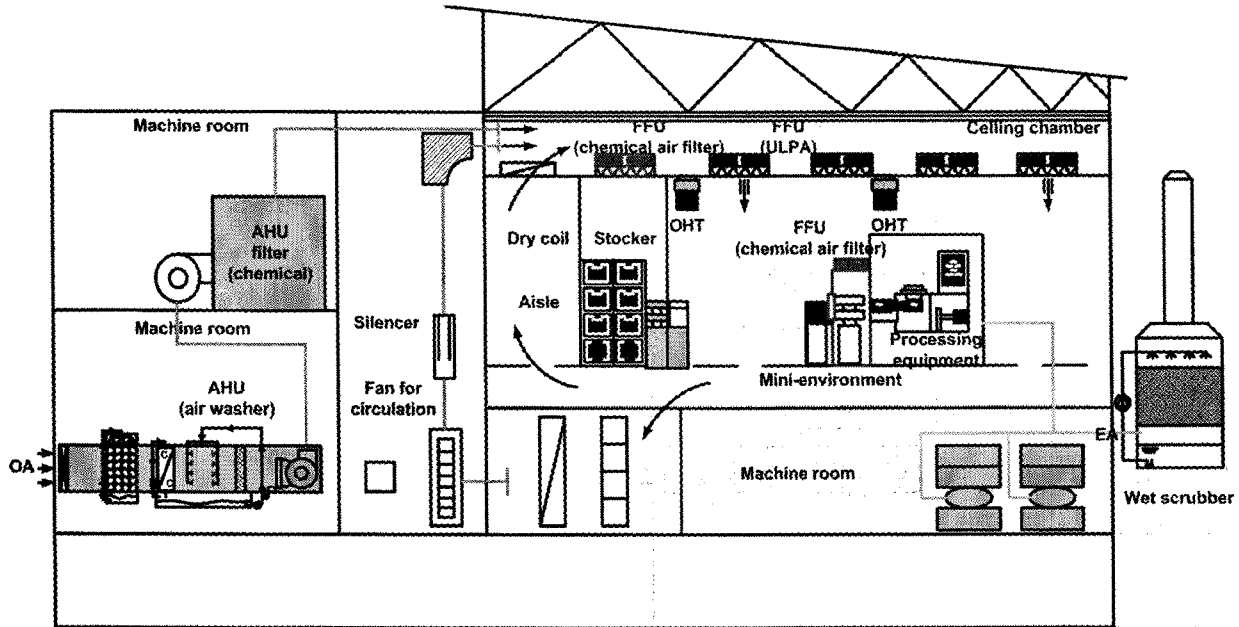 Machine room
FFU
(chemical air filter)
FFU
(ULPA)
Celling chamber
AHU
filter
(chemical)
Dry coil
Stocker
OHT
FFU
(chemical air filter)
OHT
Aisle
Machine room
Silencer
Processing
equipment
Mini-environment
AHU
(air washer)
Fan for
circulation
OA
EA
Machine room
Wet scrubber